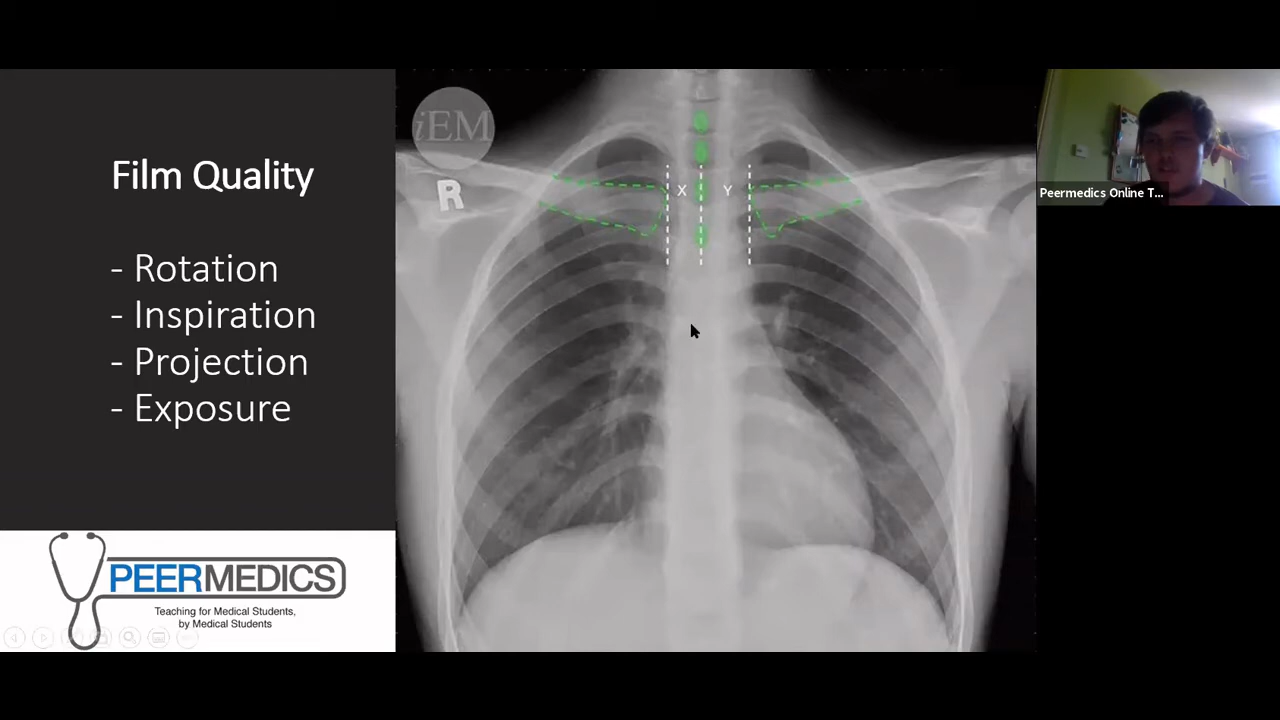 Film Quality
- Rotation
- Inspiration
- Projection
- Exposure
PEERMEDICS
Teaching for Medical Students,
by Medical Students
iEM
R
X
Y
Peermedics Online T...